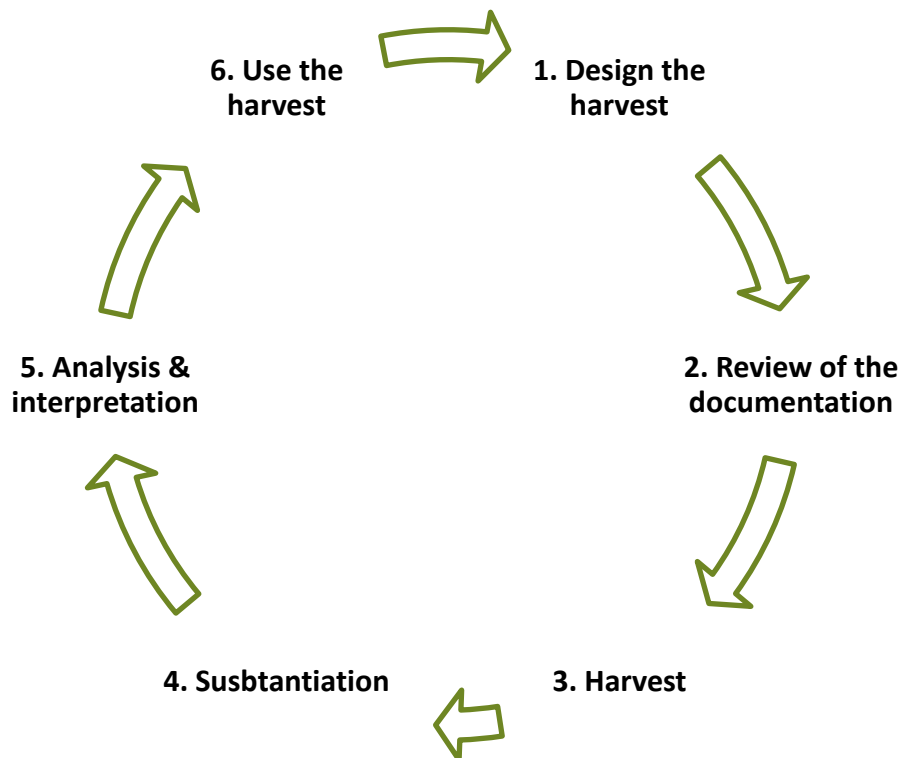 1. Design the
harvest
2. Review of the
documentation
3. Harvest
4. Susbtantiation
5. Analysis &
interpretation
6. Use the
harvest